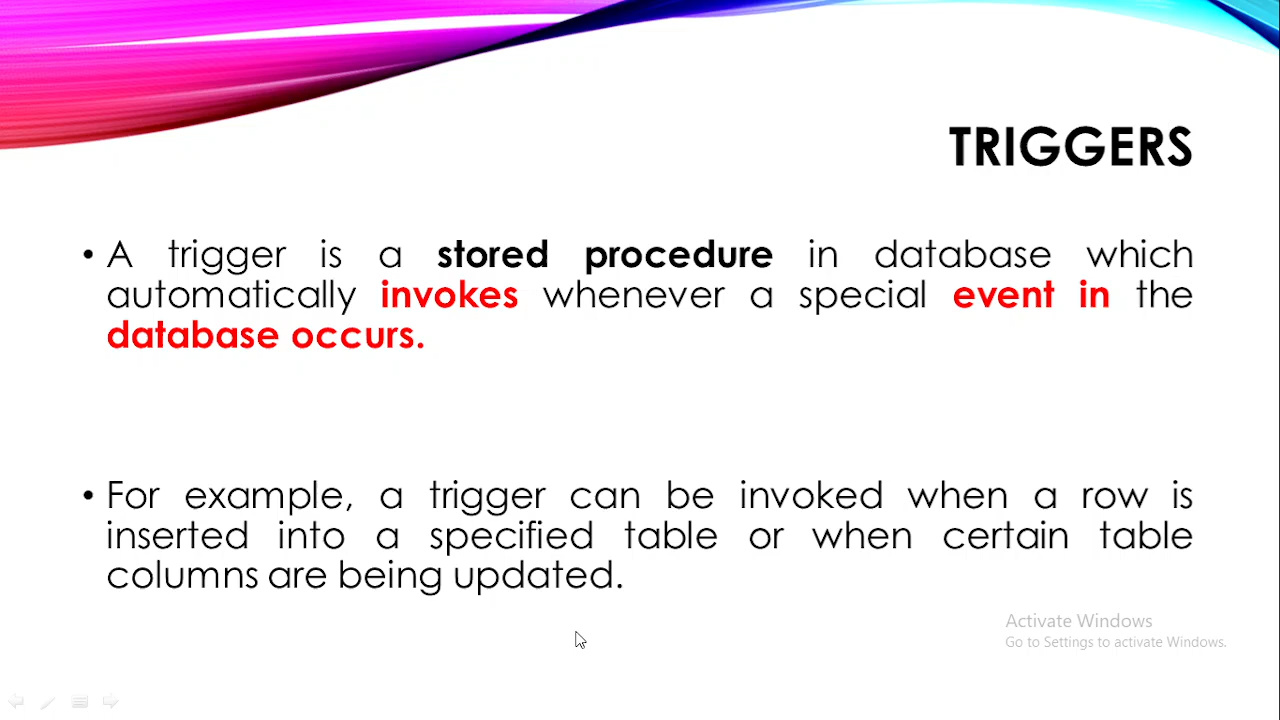 TRIGGERS
• A trigger is a stored procedure in database which
automatically invokes whenever a special event in the
database occurs.
• For example, a trigger can be invoked when a row is
inserted into a specified table or when certain table
columns are being updated.
Activate Windows
Go to Settings to activate Windows.